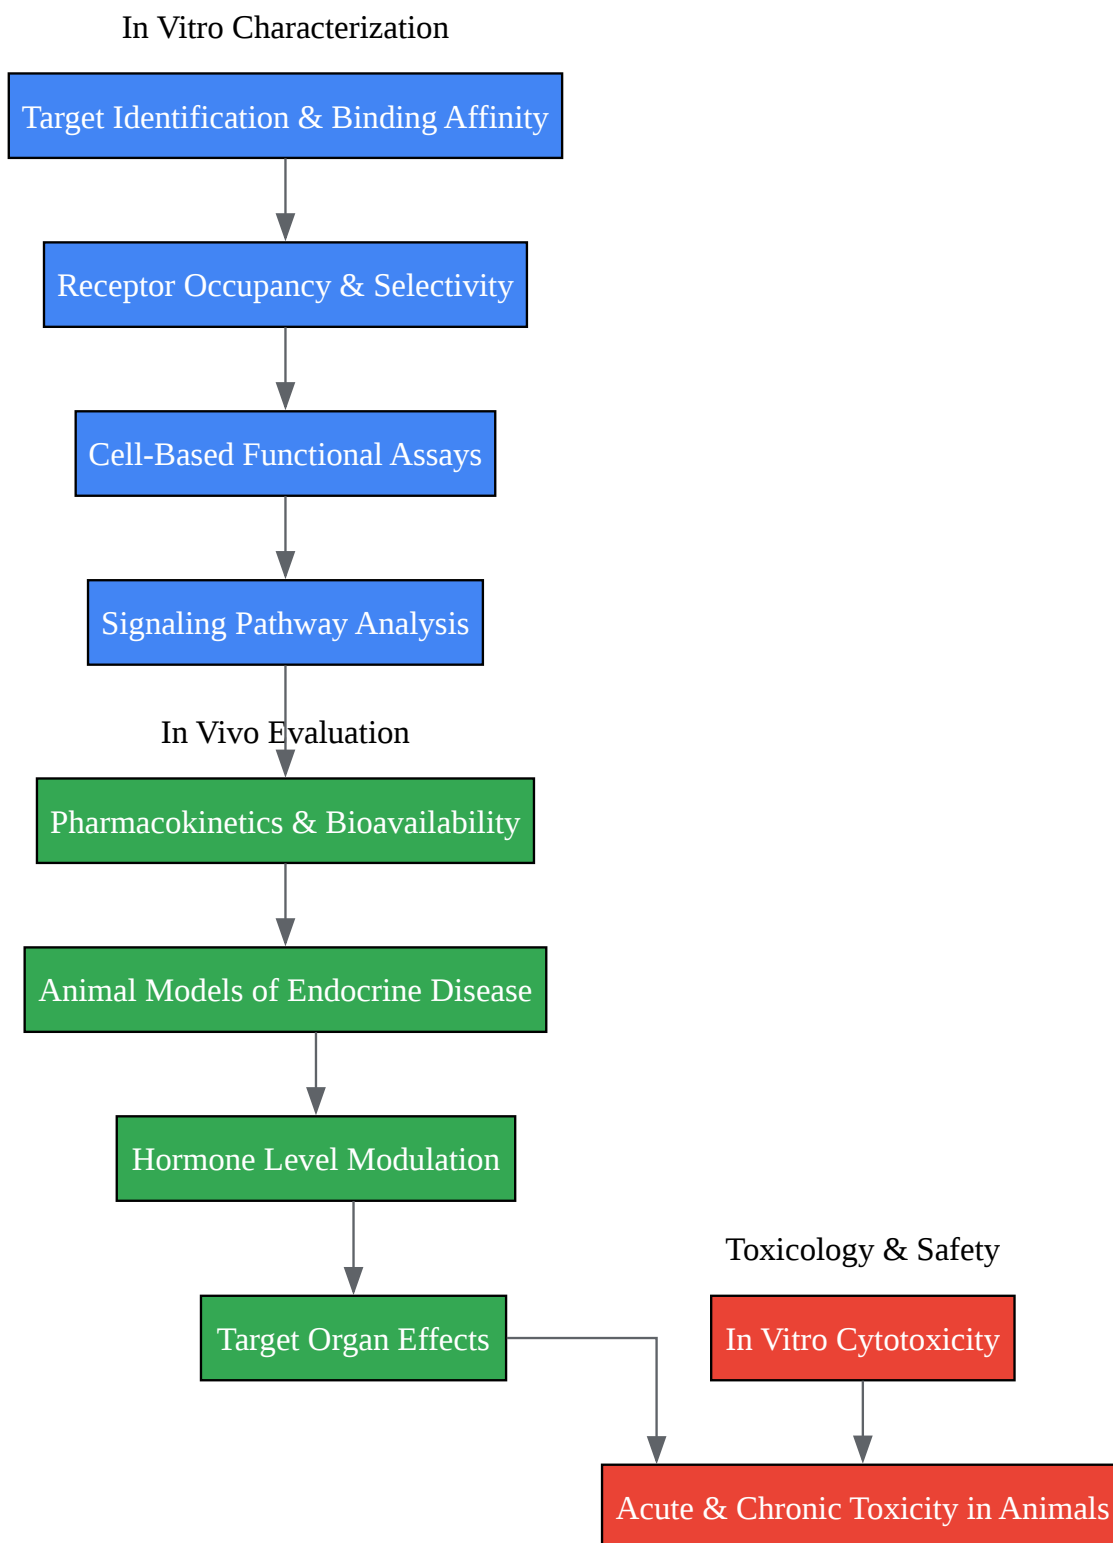 In Vitro Characterization
Target Identification & Binding Affinity
Receptor Occupancy & Selectivity
Cell-Based Functional Assays
Signaling Pathway Analysis
In Vivo Evaluation
Pharmacokinetics & Bioavailability
Animal Models of Endocrine Disease
Hormone Level Modulation
Target Organ Effects
Toxicology & Safety
In Vitro Cytotoxicity
Acute & Chronic Toxicity in Animals